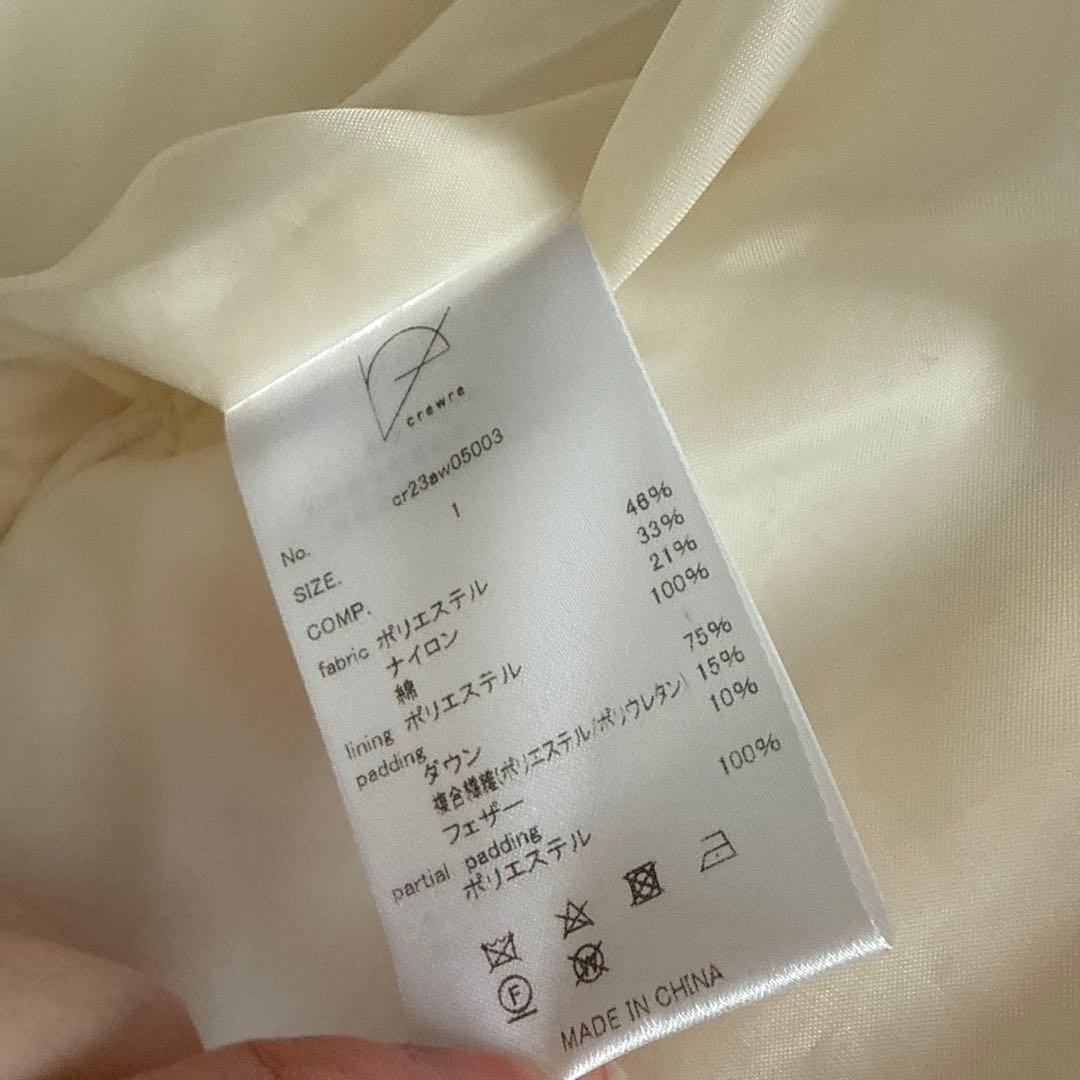 crewre
No. cr23aw05003
SIZE. 1
COMP.
fabric ポリエステル 46%
ナイロン 33%
綿 21%
lining ポリエステル 100%
padding
ダウン 75%
複合繊維(ポリエステル/ポリウレタン) 15%
フェザー 10%
partial padding
ポリエステル 100%
F W
MADE IN CHINA